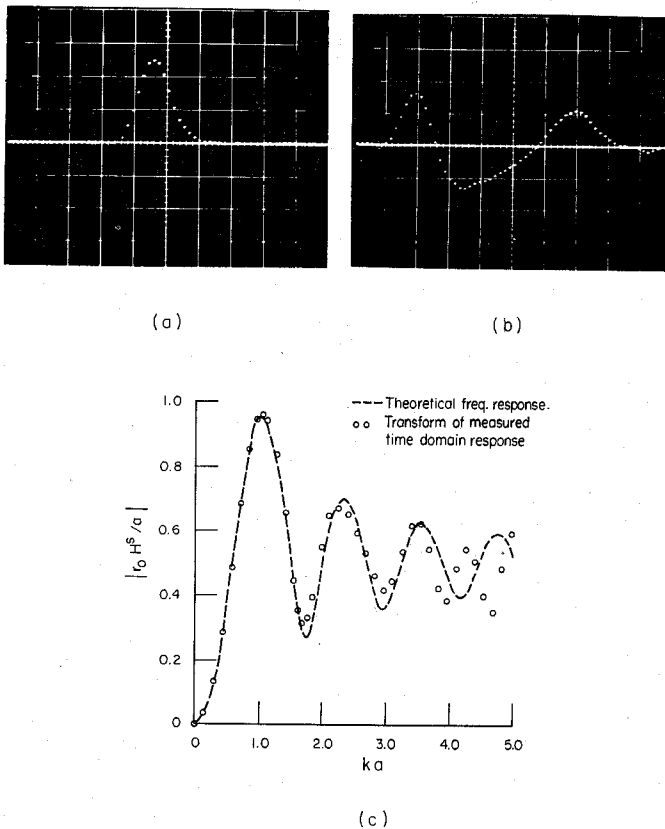 (a)
(b)
1.0
0.8
0.6
0.4
0.2
0
|r₀ Hˢ/a|
---Theoretical freq. response.
o o Transform of measured
time domain response
0 1.0 2.0 3.0 4.0 5.0
ka
(c)